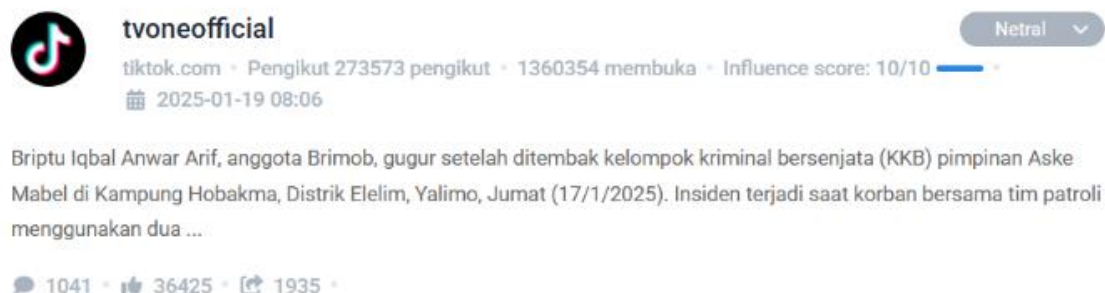 tvoneofficial
Netral
tiktok.com • Pengikut 273573 pengikut • 1360354 membuka • Influence score: 10/10
2025-01-19 08:06
Briptu Iqbal Anwar Arif, anggota Brimob, gugur setelah ditembak kelompok kriminal bersenjata (KKB) pimpinan Aske
Mabel di Kampung Hobakma, Distrik Elelim, Yalimo, Jumat (17/1/2025). Insiden terjadi saat korban bersama tim patroli
menggunakan dua ...
1041 • 36425 • 1935 •